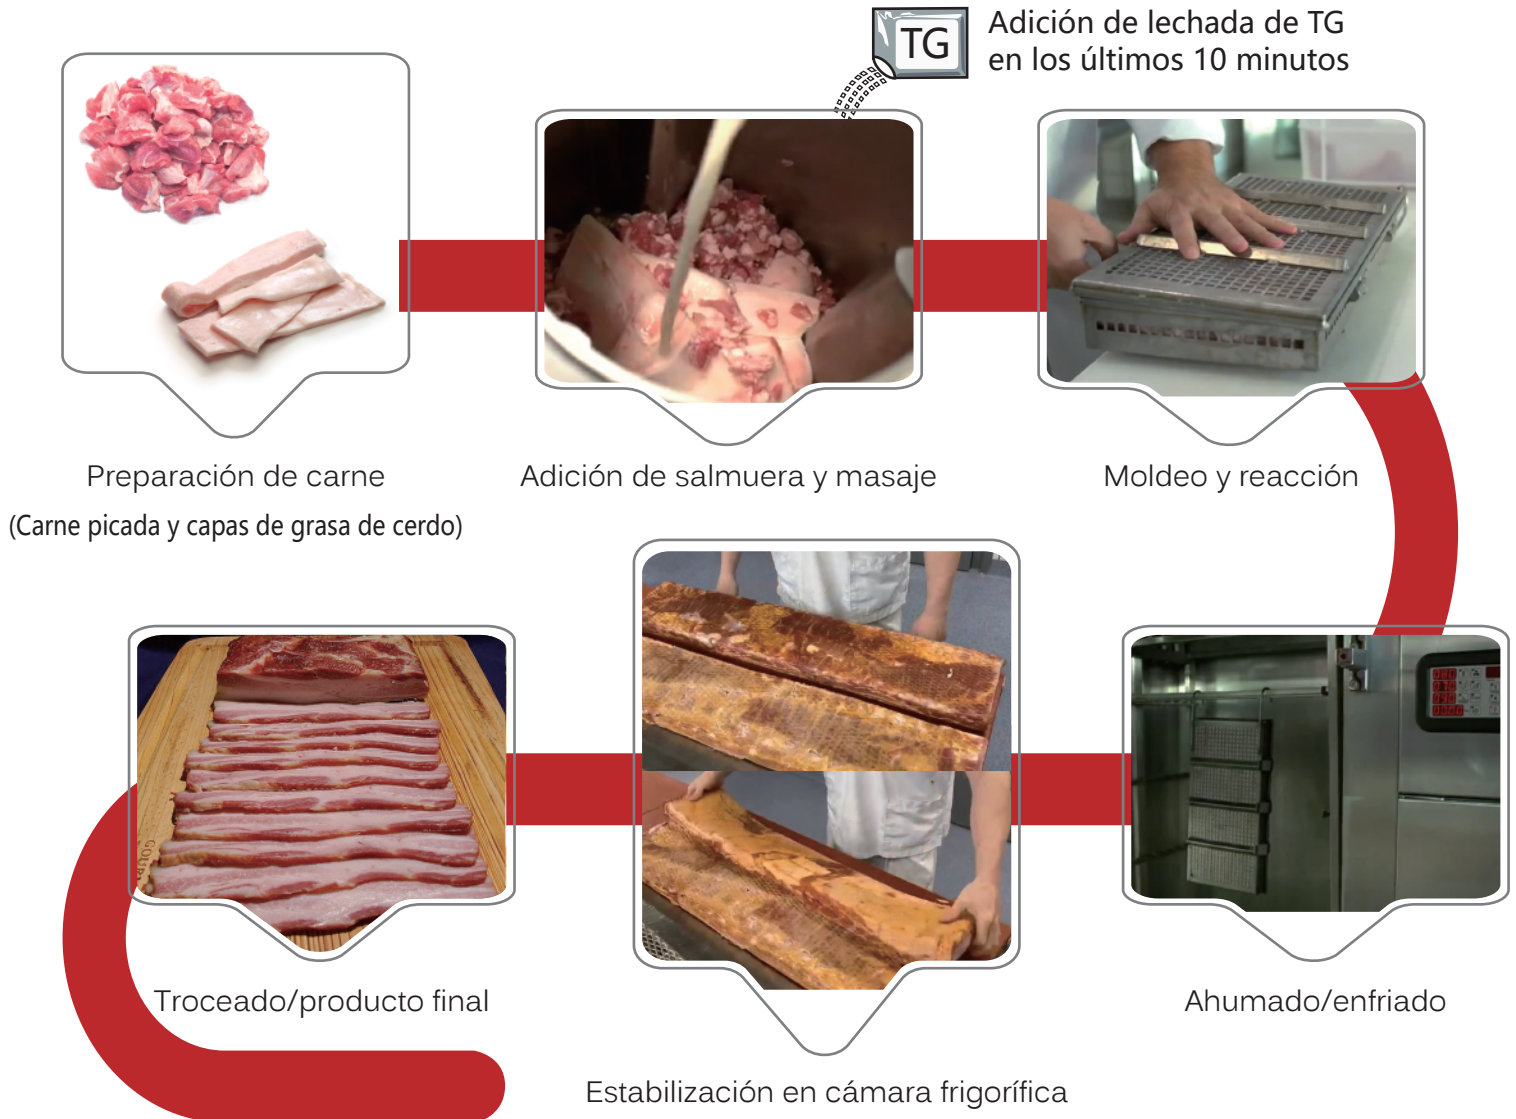 TG
Adición de lechada de TG
en los últimos 10 minutos
Preparación de carne
(Carne picada y capas de grasa de cerdo)
Adición de salmuera y masaje
Moldeo y reacción
Troceado/producto final
Estabilización en cámara frigorífica
Ahumado/enfriado